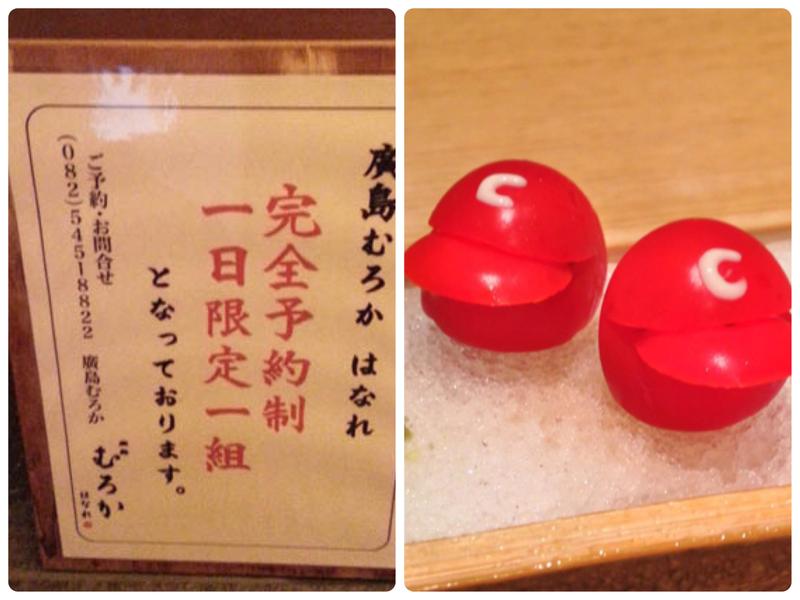 廣島むろか はなれ
完全予約制
一日限定一組
となっております。
ご予約・お問合せ
廣島むろか
(082)545-8822
むろか
はなれ
C
C